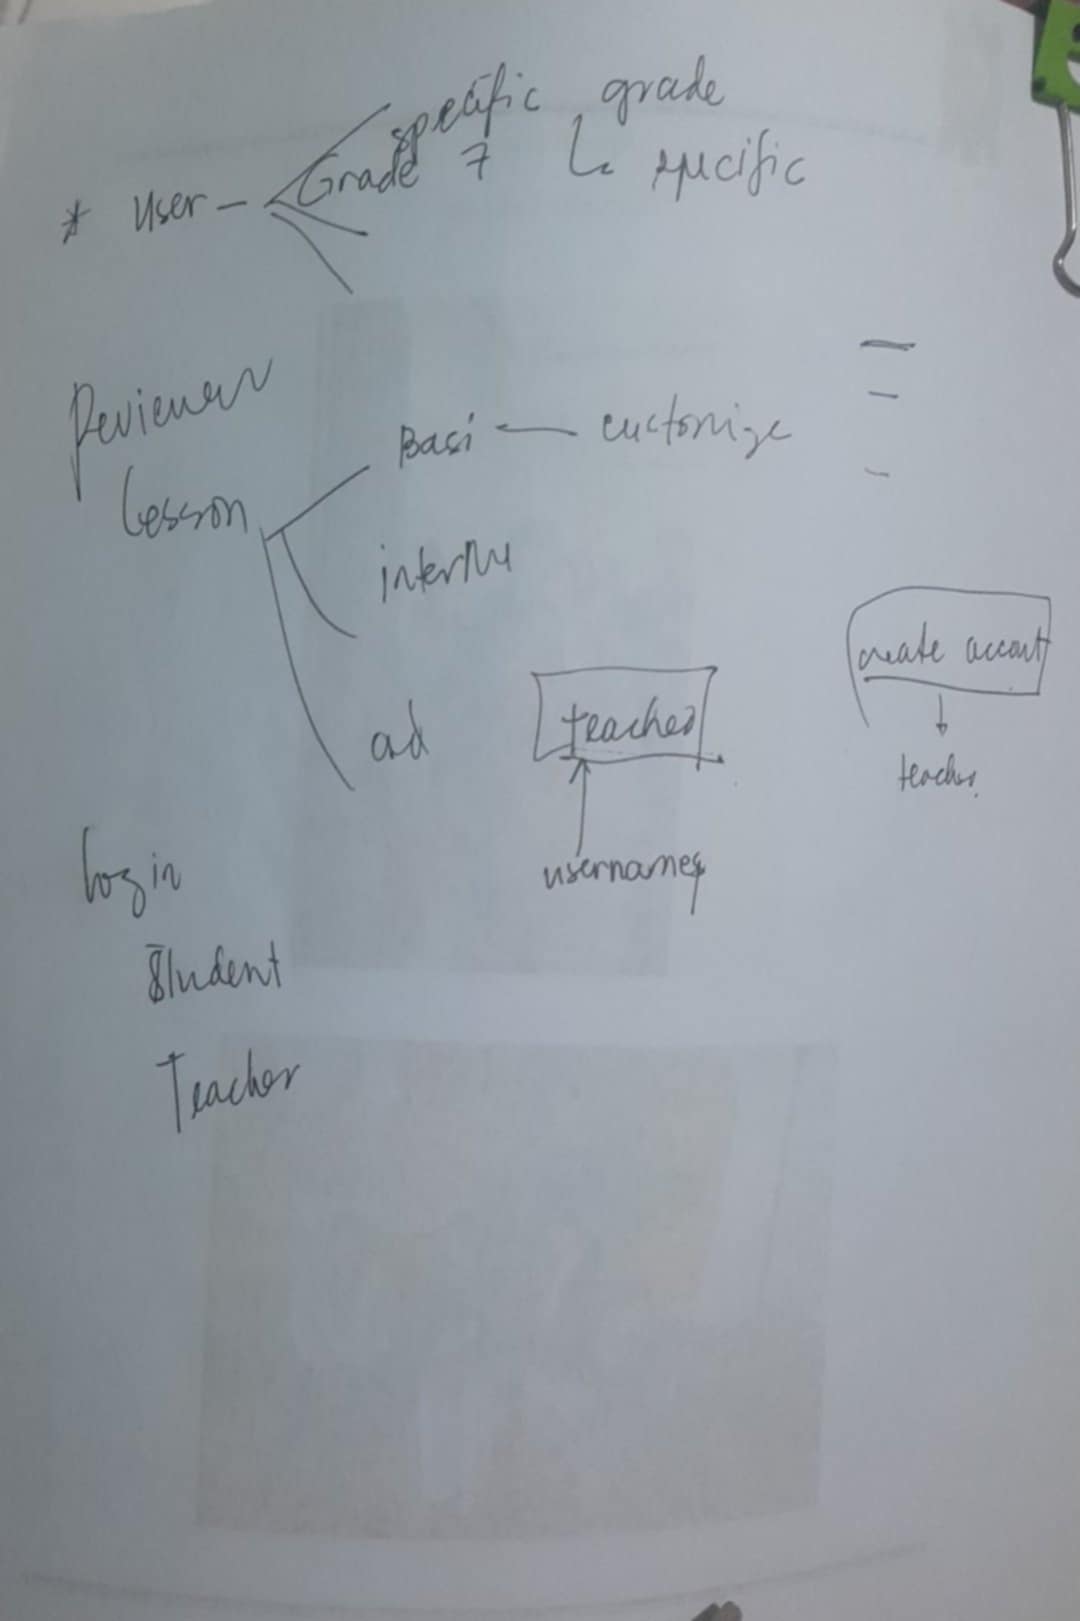 specific grade
* User - Grade 7 ↳ specific
Reviewer
Basi — customize
Lesson
create account
teacher
ad
teacher
usernames
login
Student
Teacher